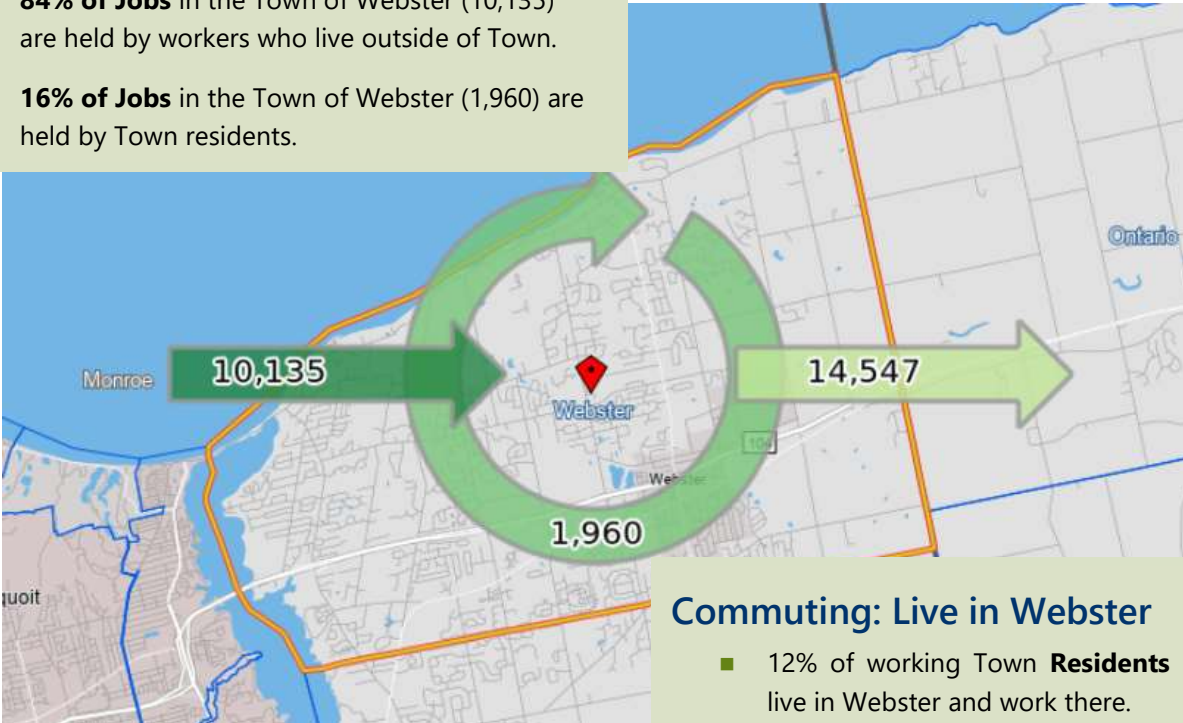 84% of Jobs in the Town of Webster (10,135)
are held by workers who live outside of Town.
16% of Jobs in the Town of Webster (1,960) are
held by Town residents.
Ontario
Monroe
10,135
14,547
Webster
104
Webster
1,960
quoit
Commuting: Live in Webster
■ 12% of working Town Residents
live in Webster and work there.